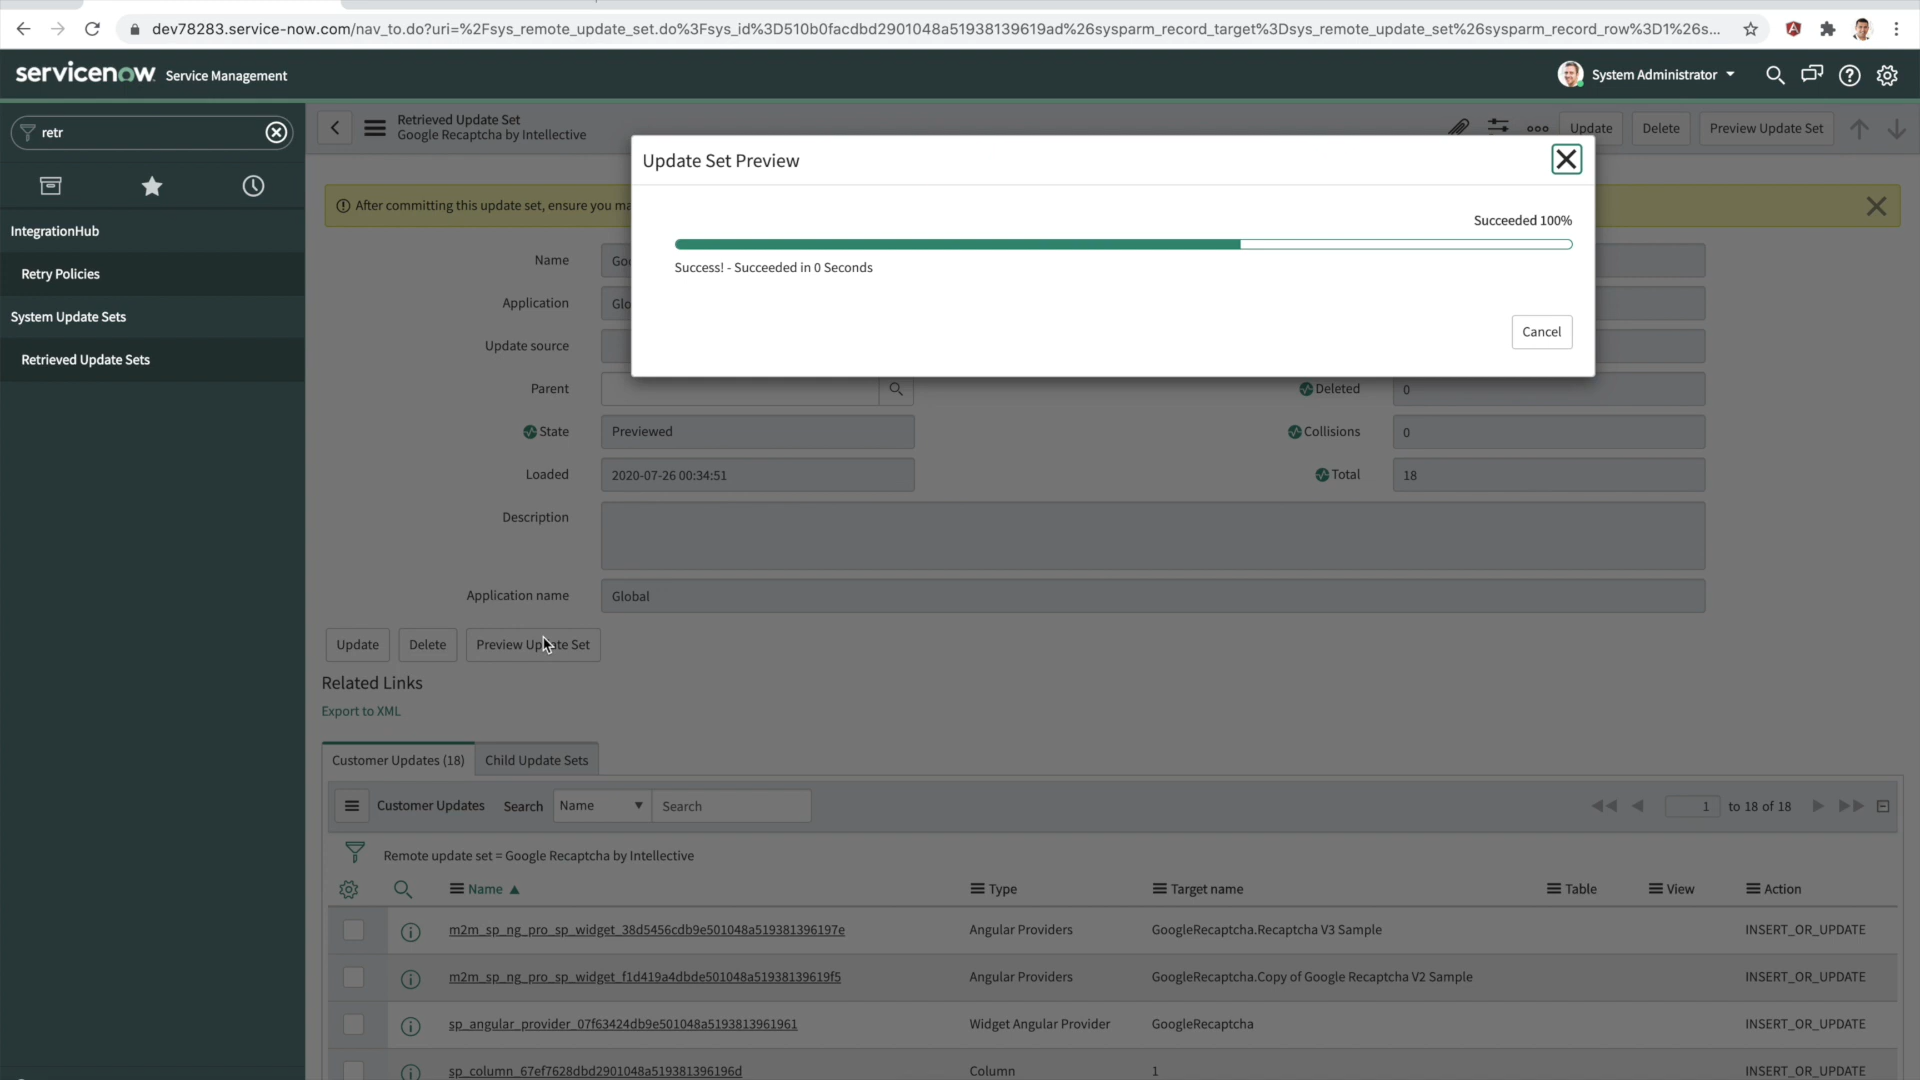 dev78283.service-now.com/nav_to.do?uri=%2Fsys_remote_update_set.do%3Fsys_id%3D510b0facdbd2901048a51938139619ad%26sysparm_record_target%3Dsys_remote_update_set%26sysparm_record_row%3D1%26s...
servicenow Service Management
System Administrator
retr
IntegrationHub
Retry Policies
System Update Sets
Retrieved Update Sets
Retrieved Update Set
Google Recaptcha by Intellective
Update Delete Preview Update Set
After committing this update set, ensure you ma
Update Set Preview
Succeeded 100%
Success! - Succeeded in 0 Seconds
Cancel
Name Goo
Application Glo
Update source
Parent
Deleted 0
State Previewed
Collisions 0
Loaded 2020-07-26 00:34:51
Total 18
Description
Application name Global
Update Delete Preview Update Set
Related Links
Export to XML
Customer Updates (18) Child Update Sets
Customer Updates Search Name Search
1 to 18 of 18
Remote update set = Google Recaptcha by Intellective
Name Type Target name Table View Action
m2m_sp_ng_pro_sp_widget_38d5456cdb9e501048a519381396197e Angular Providers GoogleRecaptcha.Recaptcha V3 Sample INSERT_OR_UPDATE
m2m_sp_ng_pro_sp_widget_f1d419a4dbde501048a51938139619f5 Angular Providers GoogleRecaptcha.Copy of Google Recaptcha V2 Sample INSERT_OR_UPDATE
sp_angular_provider_07f63424db9e501048a5193813961961 Widget Angular Provider GoogleRecaptcha INSERT_OR_UPDATE
sp_column_67ef7628dbd2901048a519381396196d Column 1 INSERT_OR_UPDATE